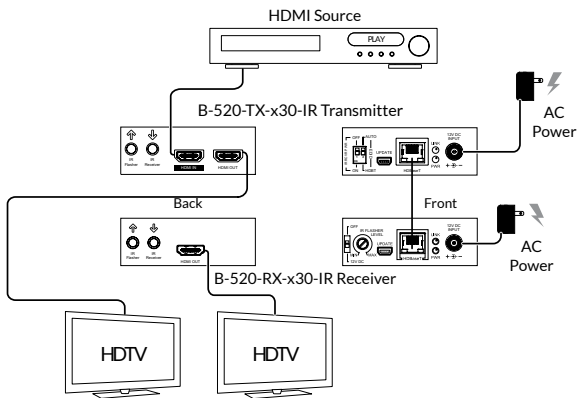 HDMI Source
PLAY
B-520-TX-x30-IR Transmitter
AC
Power
IR
Flasher
IR
Receiver
HDMI IN
HDMI OUT
OFF
AUTO
ON
HDBT
UPDATE
HDBaseT
LINK
PWR
12V DC
INPUT
+ -
Back
Front
IR
Flasher
IR
Receiver
HDMI OUT
OFF
12V DC
IR FLASHER
LEVEL
MIN
MAX
UPDATE
HDBaseT
LINK
PWR
12V DC
INPUT
+ -
AC
Power
B-520-RX-x30-IR Receiver
HDTV
HDTV